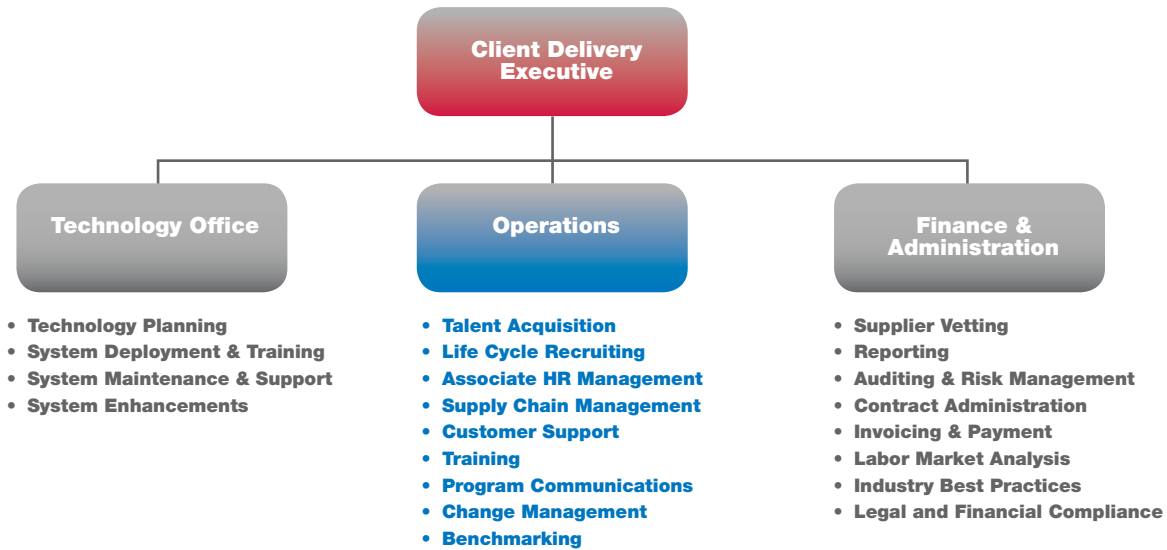 Client Delivery
Executive
Technology Office
Operations
Finance &
Administration
• Technology Planning
• System Deployment & Training
• System Maintenance & Support
• System Enhancements
• Talent Acquisition
• Life Cycle Recruiting
• Associate HR Management
• Supply Chain Management
• Customer Support
• Training
• Program Communications
• Change Management
• Benchmarking
• Supplier Vetting
• Reporting
• Auditing & Risk Management
• Contract Administration
• Invoicing & Payment
• Labor Market Analysis
• Industry Best Practices
• Legal and Financial Compliance